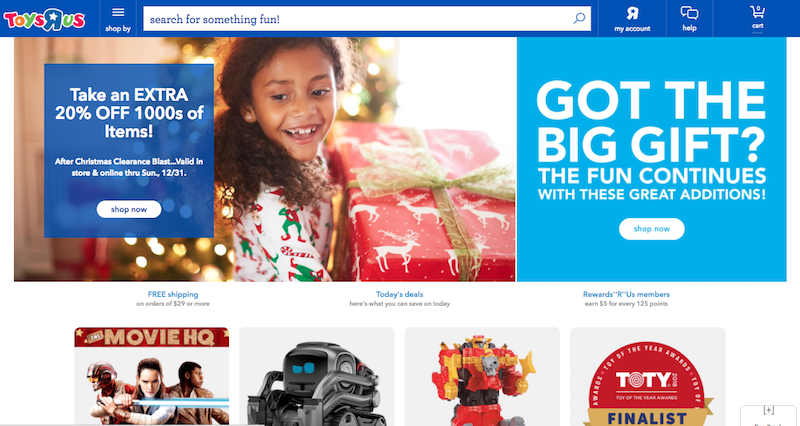 ToysЯUs
shop by
search for something fun!
my account
help
0
cart
Take an EXTRA
20% OFF 1000s of
Items!
After Christmas Clearance Blast...Valid in
store & online thru Sun., 12/31.
shop now
GOT THE
BIG GIFT?
THE FUN CONTINUES
WITH THESE GREAT ADDITIONS!
shop now
FREE shipping
on orders of $29 or more
Today's deals
here's what you can save on today
Rewards"R"Us members
earn $5 for every 125 points
THE MOVIE HQ
TOY OF THE YEAR AWARDS
TOTY 2018
TOY OF THE YEAR AWARDS
FINALIST
[+]